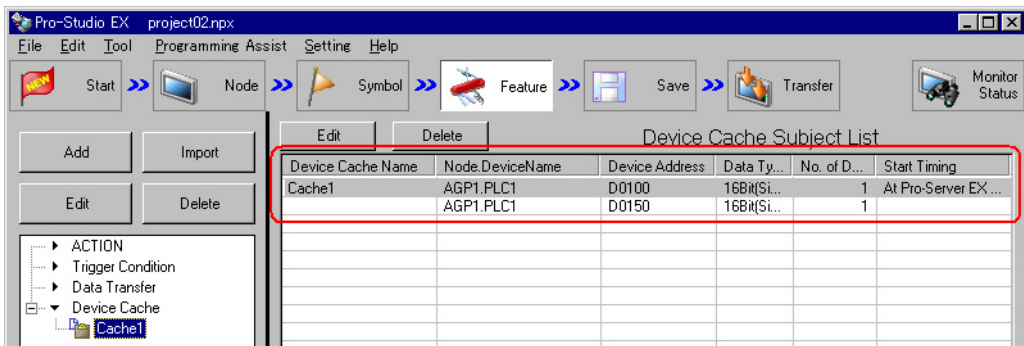 Pro-Studio EX project02.npx
File Edit Tool Programming Assist Setting Help
NEW Start Node Symbol Feature Save Transfer Monitor Status
Add Import
Edit Delete
ACTION
Trigger Condition
Data Transfer
Device Cache
Cache1
Edit Delete Device Cache Subject List
Device Cache Name Node.DeviceName Device Address Data Ty... No. of D... Start Timing
Cache1 AGP1.PLC1 D0100 16Bit(Si... 1 At Pro-Server EX ...
AGP1.PLC1 D0150 16Bit(Si... 1